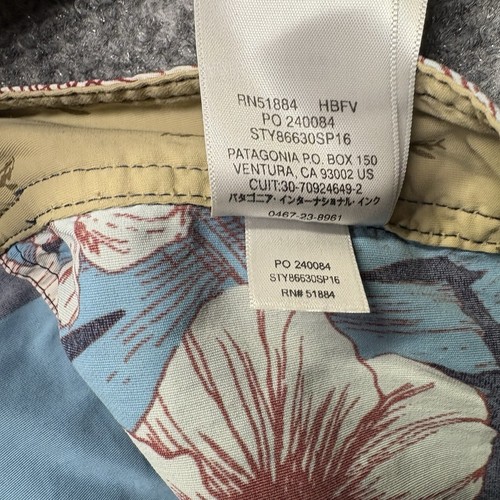 RN51884 HBFV
PO 240084
STY86630SP16
PATAGONIA P.O. BOX 150
VENTURA, CA 93002 US
CUIT:30-70924649-2
パタゴニア・インターナショナル・インク
0467-23-8961
PO 240084
STY86630SP16
RN# 51884